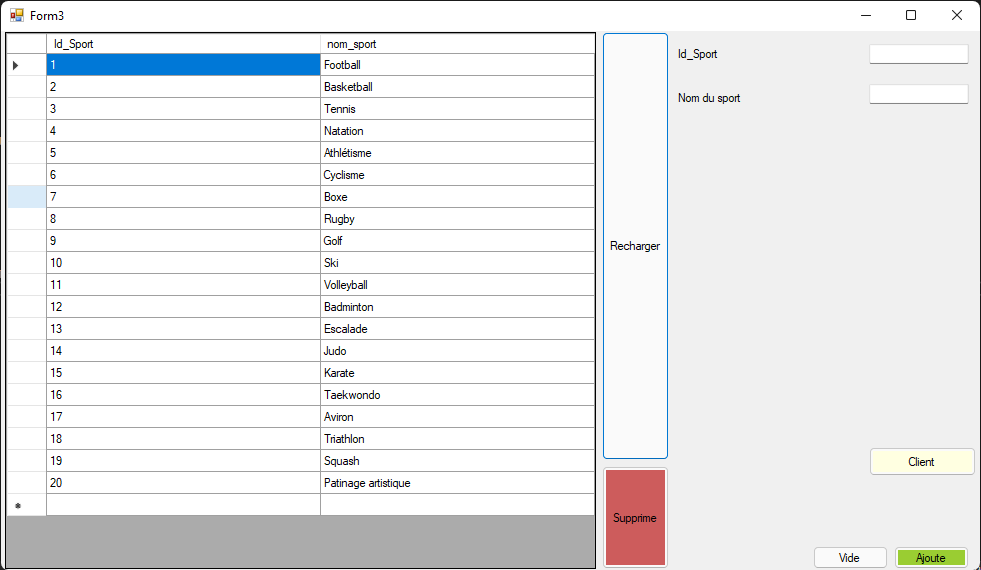 Form3
Id_Sport nom_sport
1 Football
2 Basketball
3 Tennis
4 Natation
5 Athlétisme
6 Cyclisme
7 Boxe
8 Rugby
9 Golf
10 Ski
11 Volleyball
12 Badminton
13 Escalade
14 Judo
15 Karate
16 Taekwondo
17 Aviron
18 Triathlon
19 Squash
20 Patinage artistique
Recharger
Supprime
Id_Sport
Nom du sport
Client
Vide Ajoute